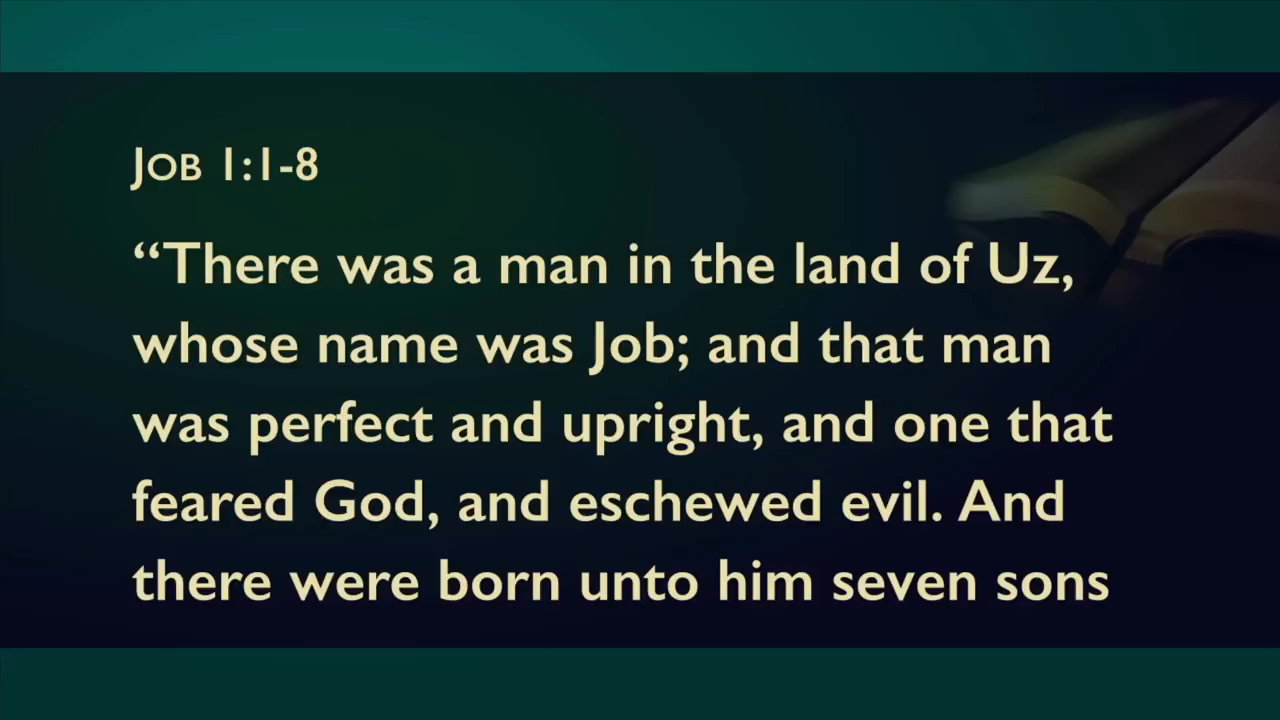 Job 1:1-8
“There was a man in the land of Uz,
whose name was Job; and that man
was perfect and upright, and one that
feared God, and eschewed evil. And
there were born unto him seven sons